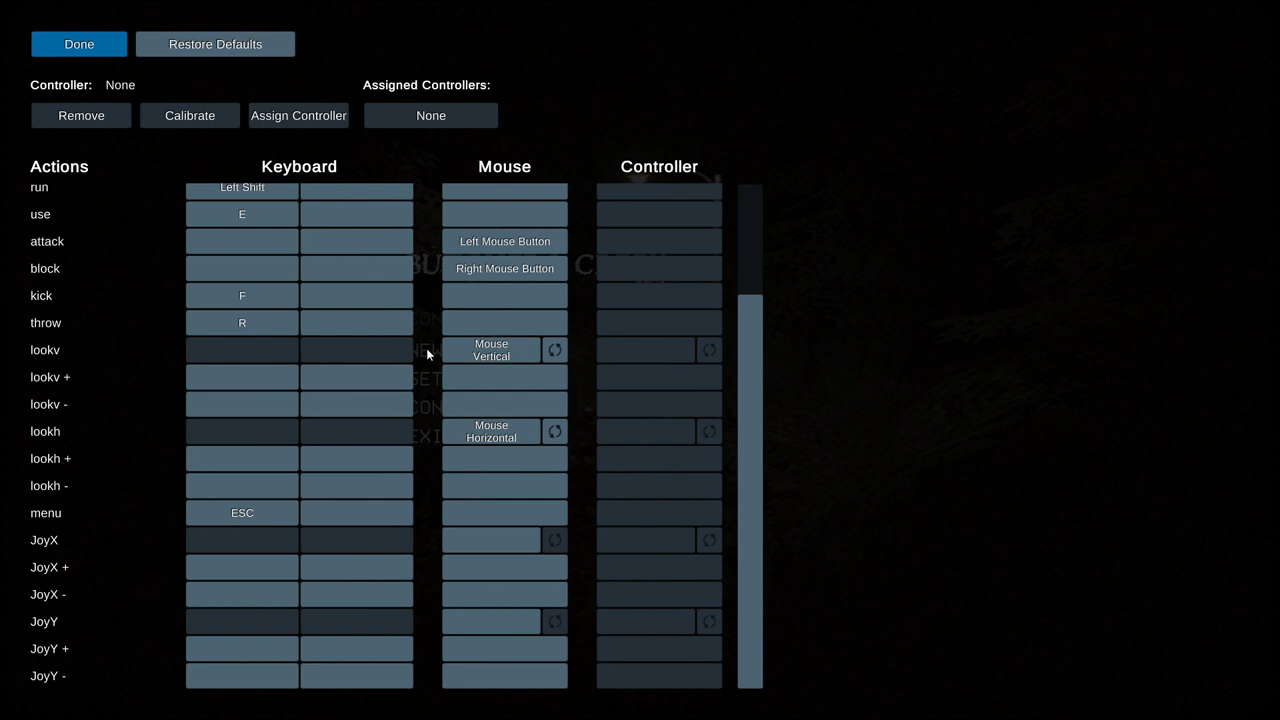 Done Restore Defaults
Controller: None Assigned Controllers:
Remove Calibrate Assign Controller None
Actions Keyboard Mouse Controller
run Left Shift
use E
attack Left Mouse Button
block Right Mouse Button
kick F
throw R
lookv Mouse Vertical
lookv +
lookv -
lookh Mouse Horizontal
lookh +
lookh -
menu ESC
JoyX
JoyX +
JoyX -
JoyY
JoyY +
JoyY -